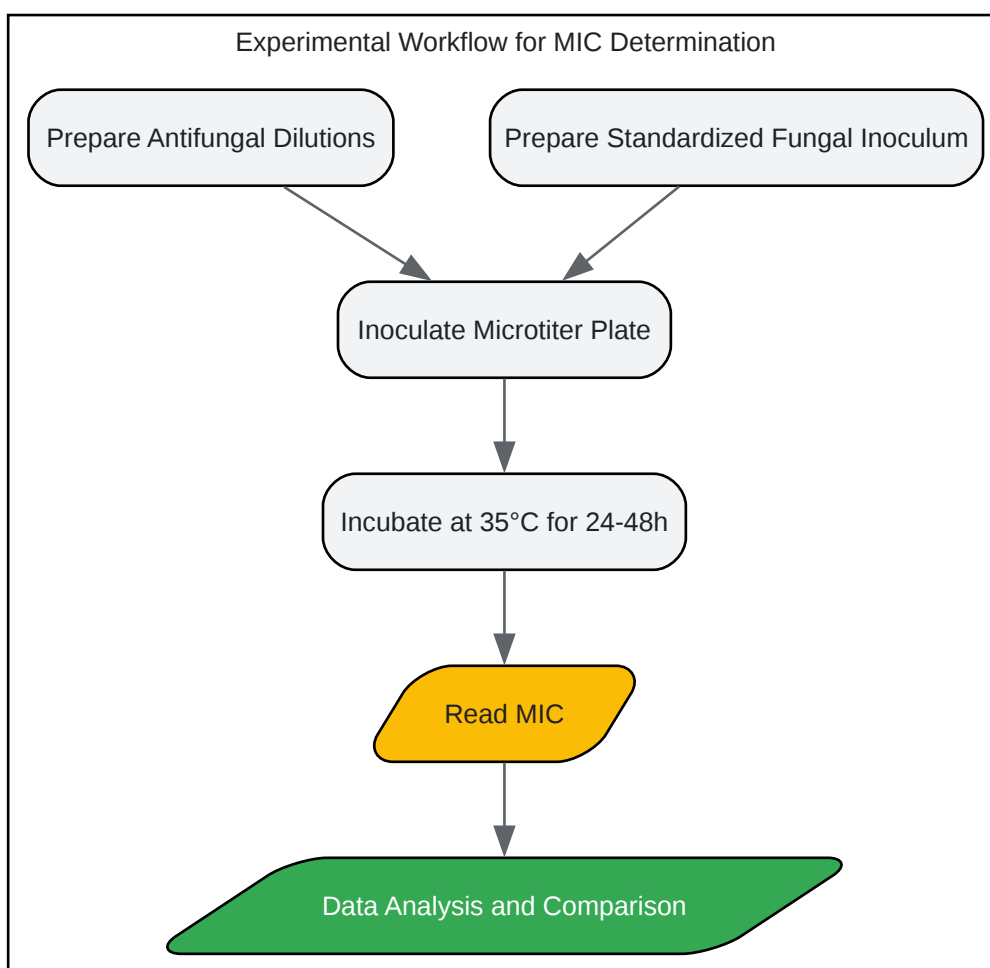 Experimental Workflow for MIC Determination
Prepare Antifungal Dilutions
Prepare Standardized Fungal Inoculum
Inoculate Microtiter Plate
Incubate at 35°C for 24-48h
Read MIC
Data Analysis and Comparison